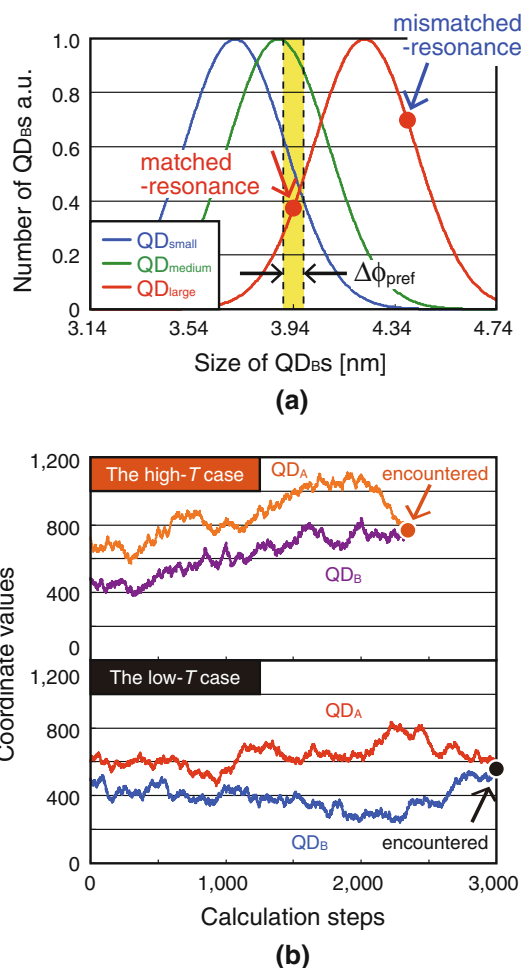 (a)
Number of QDBs a.u.
1.0
0.8
0.6
0.4
0.2
0
mismatched
-resonance
matched
-resonance
QDsmall
QDmedium
QDlarge
Δϕpref
3.14 3.54 3.94 4.34 4.74
Size of QDBs [nm]
(a)
Coordinate values
1,200
800
400
0
The high-T case
QDA
encountered
QDB
1,200
800
400
0
The low-T case
QDA
QDB
encountered
0 1,000 2,000 3,000
Calculation steps
(b)